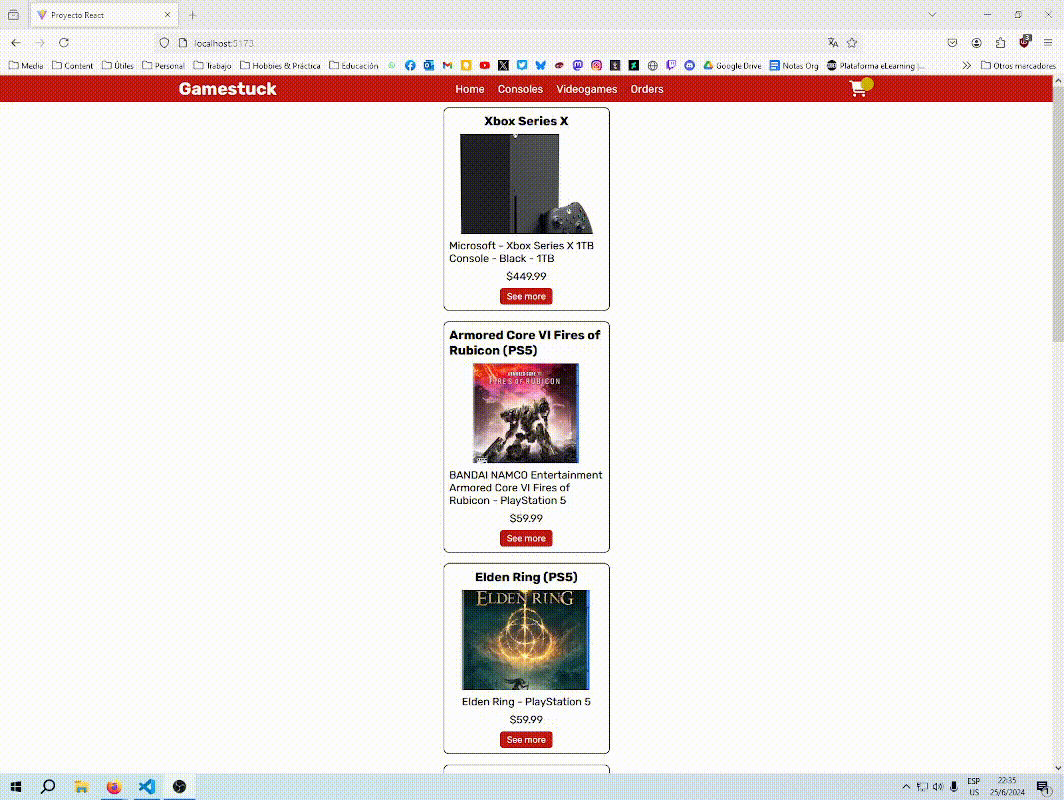 Proyecto React
localhost:5173
Media Content Útiles Personal Trabajo Hobbies & Práctica Educación Google Drive Notas Org Plataforma eLearning |... Otros marcadores
Gamestuck Home Consoles Videogames Orders
Xbox Series X
Microsoft - Xbox Series X 1TB
Console - Black - 1TB
$449.99
See more
Armored Core VI Fires of
Rubicon (PS5)
ARMORED CORE VI
FIRES OF RUBICON
BANDAI NAMCO Entertainment
Armored Core VI Fires of
Rubicon - PlayStation 5
$59.99
See more
Elden Ring (PS5)
ELDEN RING
Elden Ring - PlayStation 5
$59.99
See more
ESP
US
22:35
25/6/2024